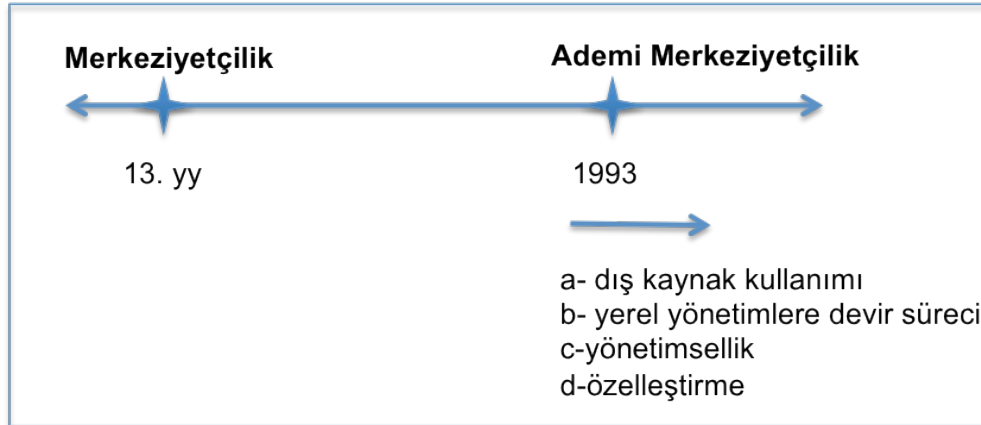 Merkeziyetçilik
Ademi Merkeziyetçilik
13. yy
1993
a- dış kaynak kullanımı
b- yerel yönetimlere devir süreci
c-yönetimsellik
d-özelleştirme